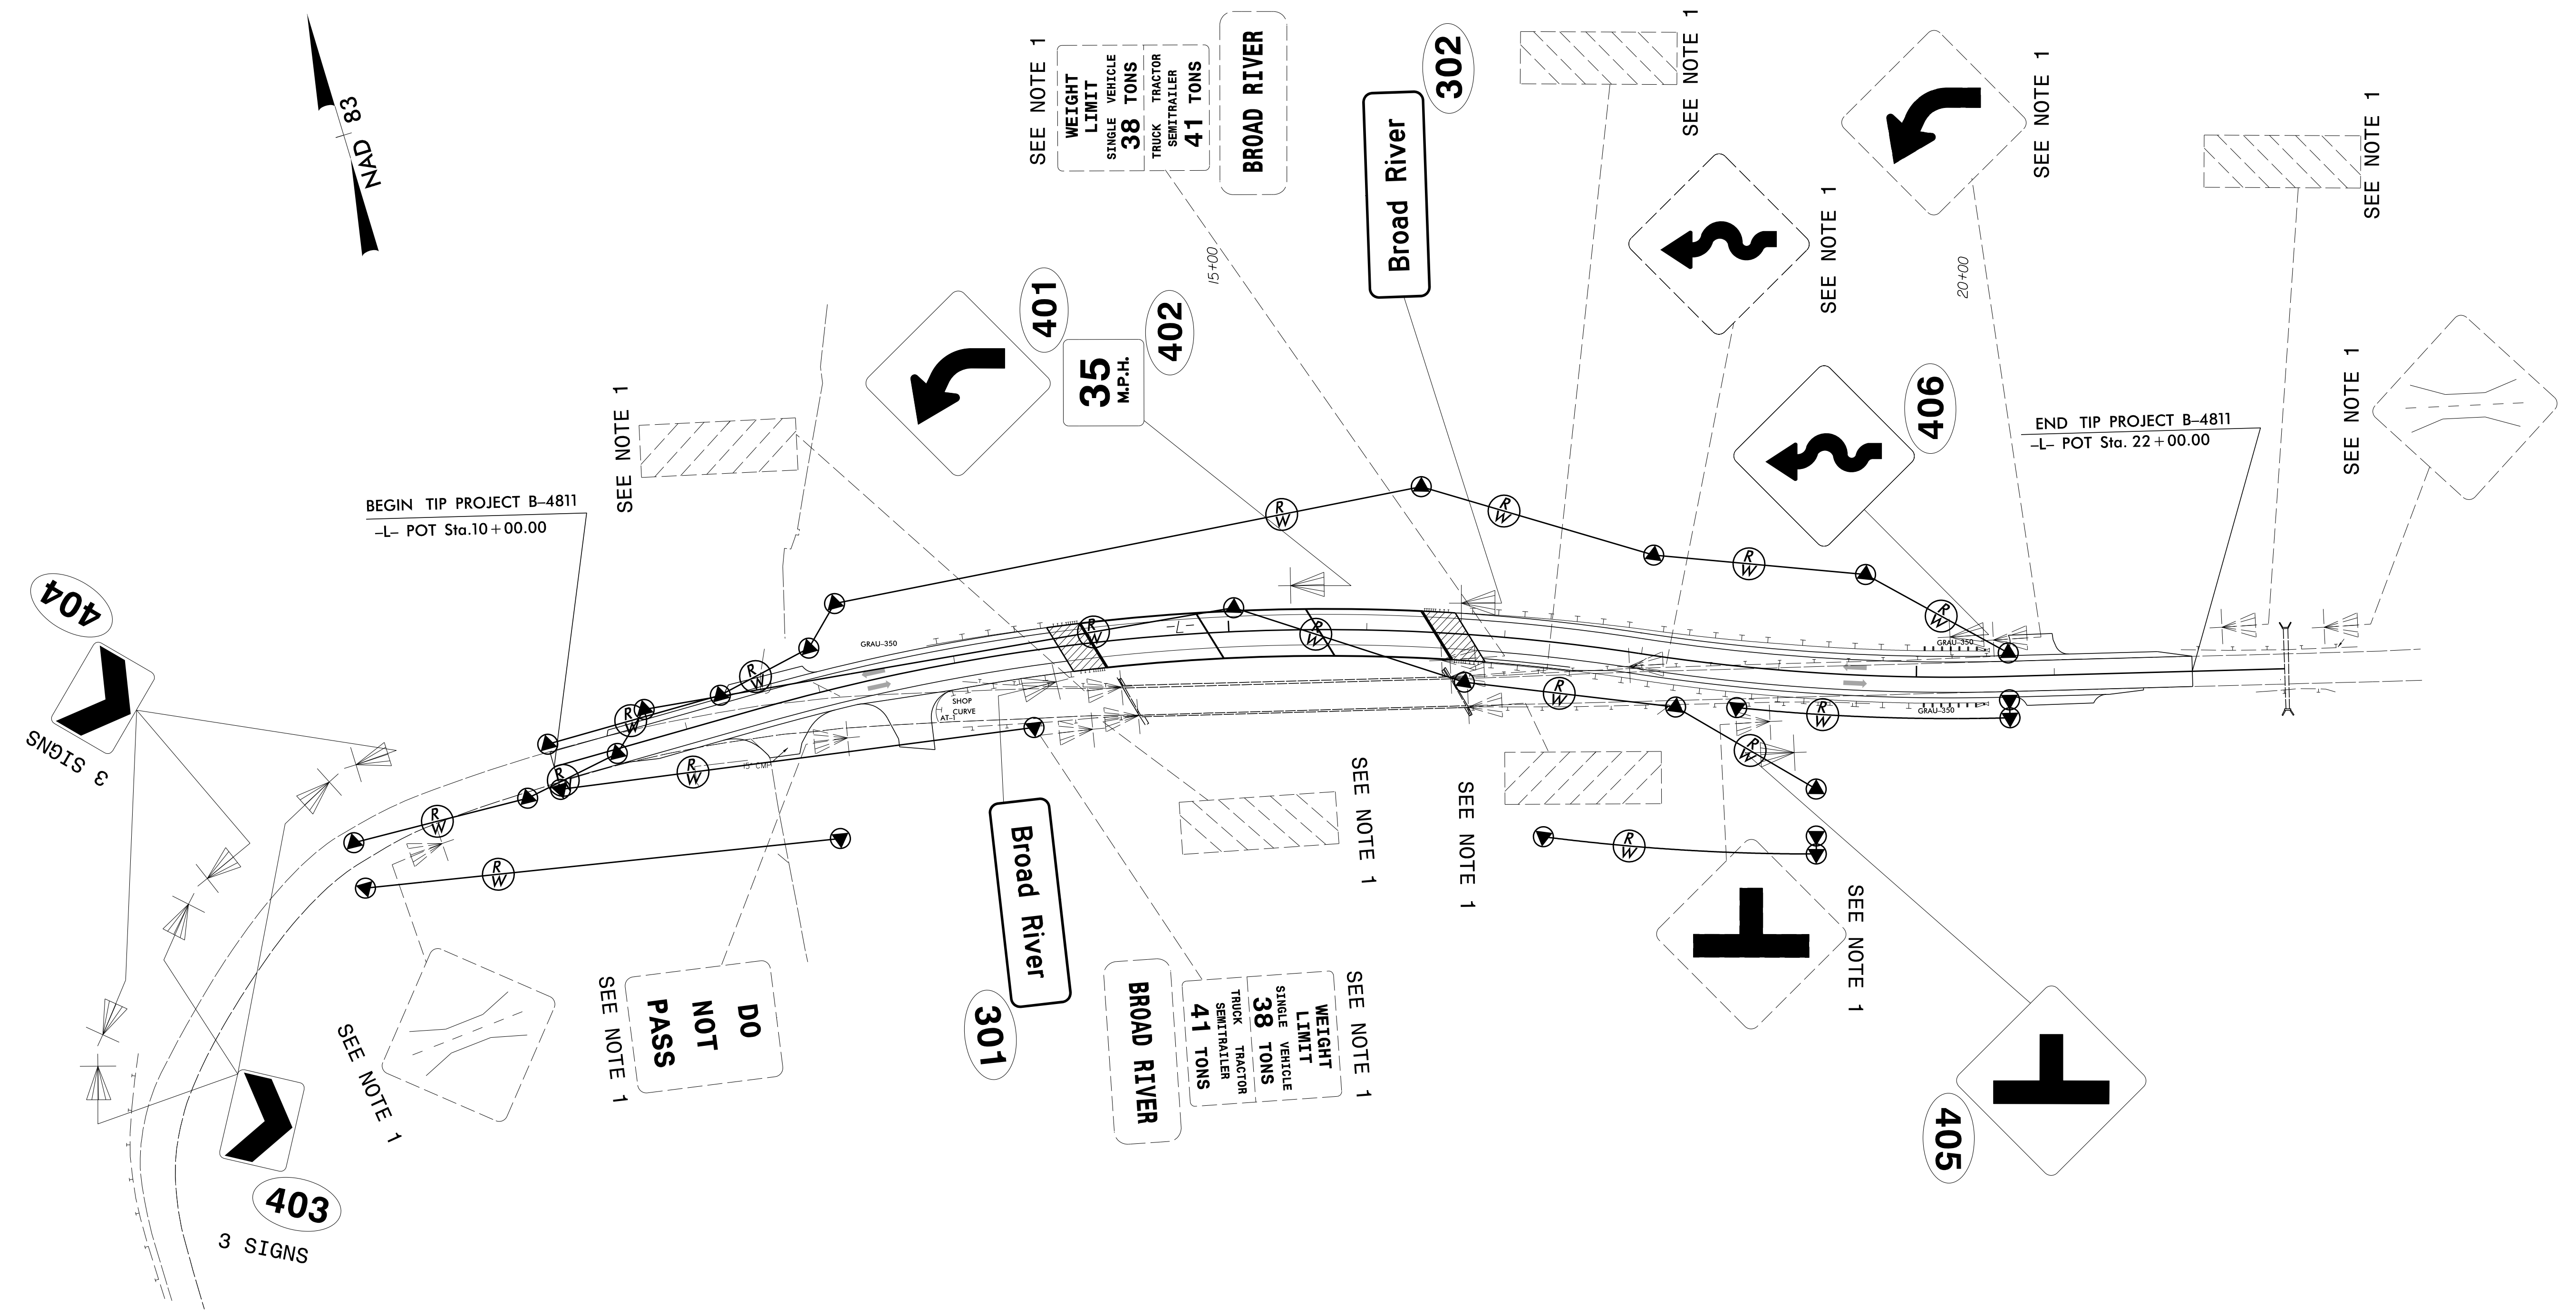 NAD 83
SEE NOTE 1
WEIGHT
LIMIT
SINGLE VEHICLE
38 TONS
TRUCK TRACTOR
SEMITRAILER
41 TONS
BROAD RIVER
Broad River
302
SEE NOTE 1
SEE NOTE 1
SEE NOTE 1
SEE NOTE 1
15+00
20+00
401
35
M.P.H.
402
406
SEE NOTE 1
SEE NOTE 1
END TIP PROJECT B-4811
-L- POT Sta. 22+00.00
BEGIN TIP PROJECT B-4811
-L- POT Sta.10+00.00
404
3 SIGNS
R
W
R
W
R
W
R
W
R
W
R
W
R
W
R
W
R
W
R
W
R
W
R
W
R
W
R
W
R
W
R
W
GRAU-350
-L-
GRAU-350
GRAU-350
SHOP
CURVE
AT-1
15" CMP
SEE NOTE 1
SEE NOTE 1
Broad River
301
BROAD RIVER
WEIGHT
LIMIT
SINGLE VEHICLE
38 TONS
TRUCK TRACTOR
SEMITRAILER
41 TONS
SEE NOTE 1
SEE NOTE 1
DO
NOT
PASS
SEE NOTE 1
SEE NOTE 1
405
403
3 SIGNS